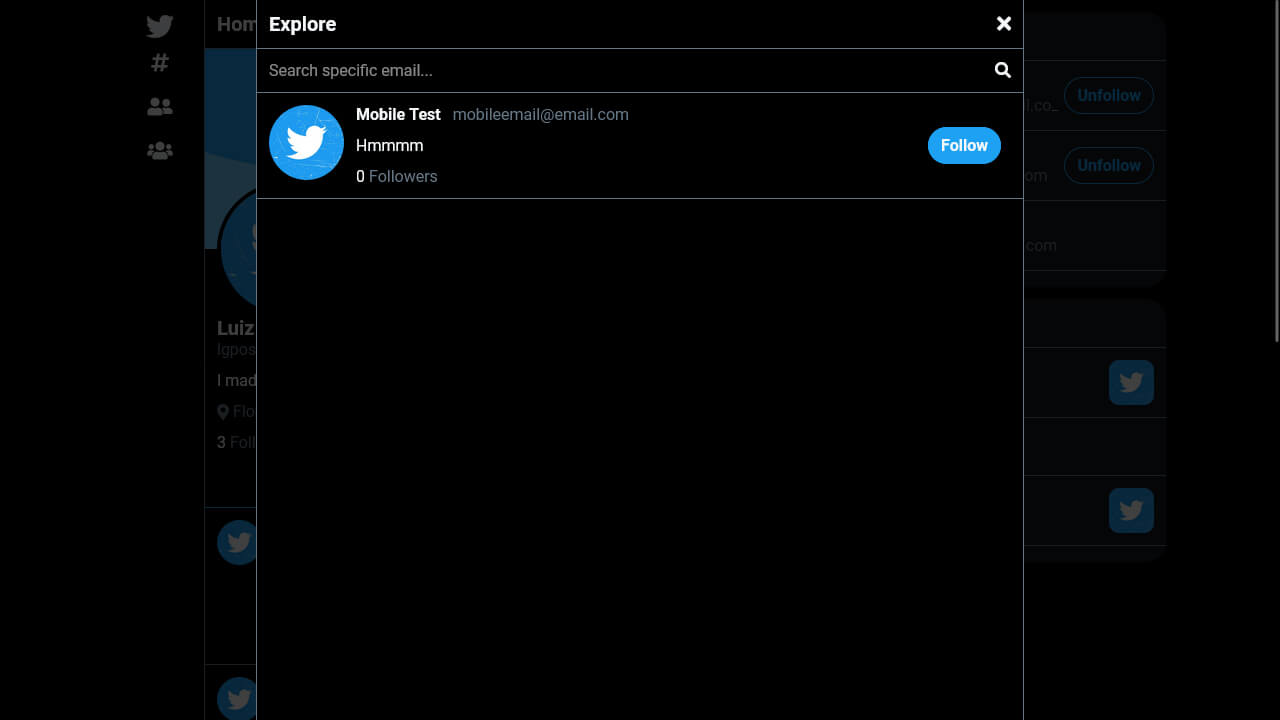 Hom
Explore
Search specific email...
Mobile Test mobileemail@email.com
Hmmmm
0 Followers
Follow
l.co_
Unfollow
om
Unfollow
.com
Luiz
lgpos
I mad
Flo
3 Foll